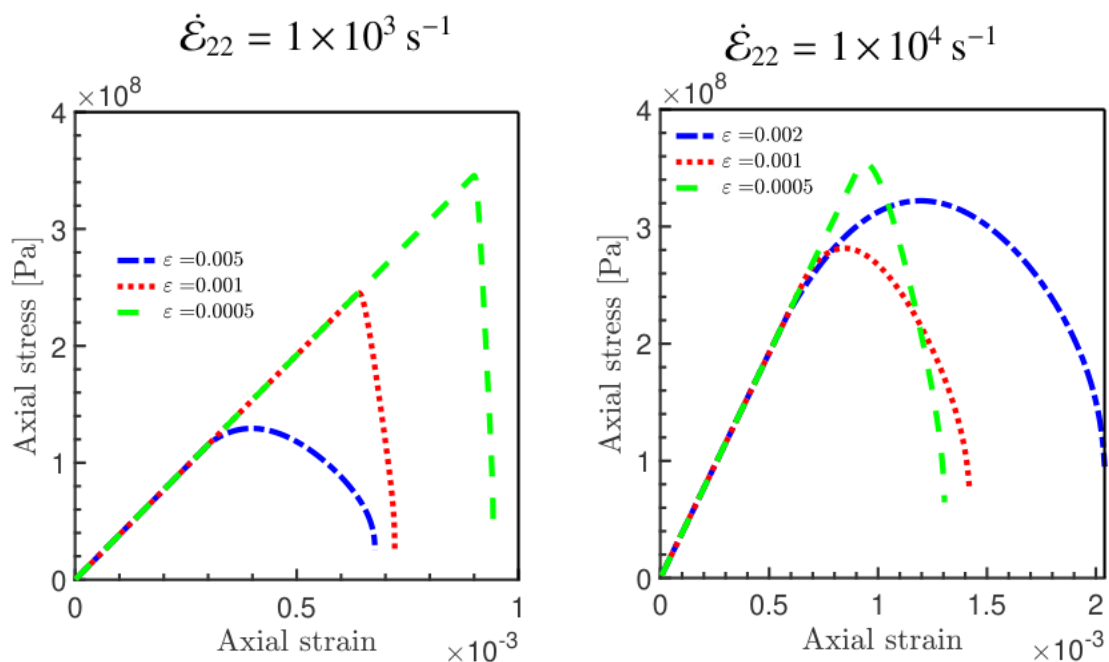 ℰ̇₂₂ = 1 × 10³ s⁻¹
×10⁸
4
3
2
1
0
Axial stress [Pa]
ε =0.005
ε =0.001
ε =0.0005
0 0.5 1
Axial strain
×10⁻³
ℰ̇₂₂ = 1 × 10⁴ s⁻¹
×10⁸
4
3
2
1
0
Axial stress [Pa]
ε =0.002
ε =0.001
ε =0.0005
0 0.5 1 1.5 2
Axial strain
×10⁻³